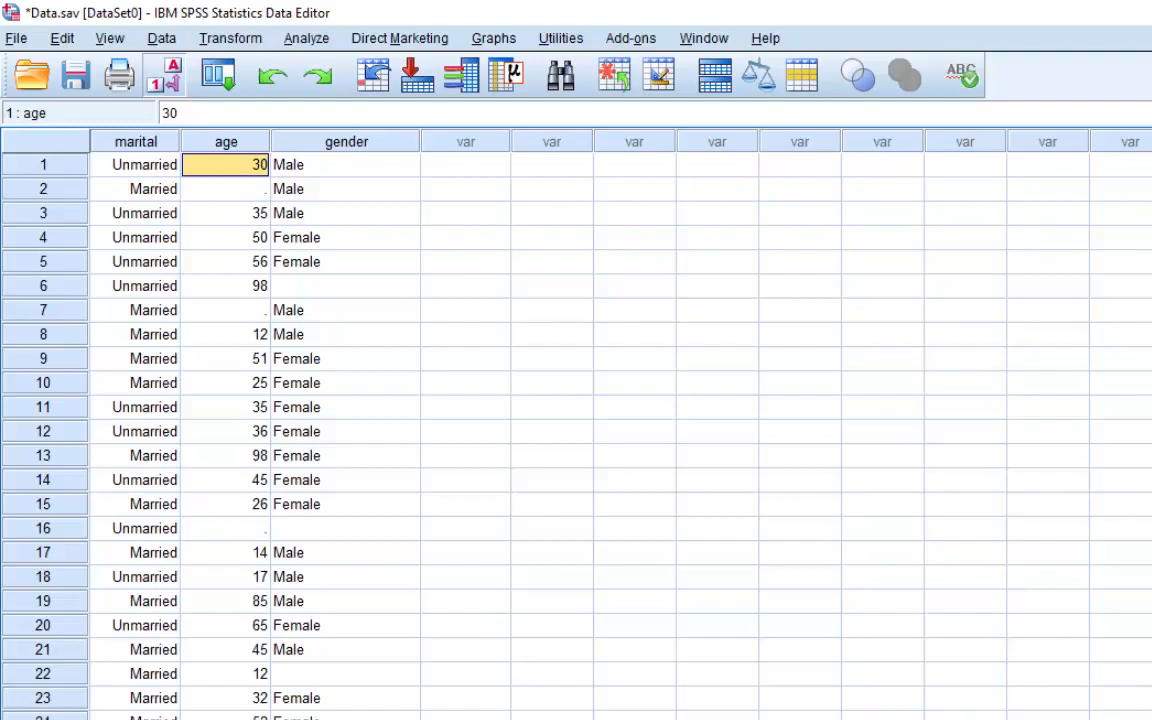 *Data.sav [DataSet0] - IBM SPSS Statistics Data Editor
File Edit View Data Transform Analyze Direct Marketing Graphs Utilities Add-ons Window Help
1 A μ ABC
1 : age 30
marital age gender var var var var var var var var var
1 Unmarried 30 Male
2 Married . Male
3 Unmarried 35 Male
4 Unmarried 50 Female
5 Unmarried 56 Female
6 Unmarried 98
7 Married . Male
8 Married 12 Male
9 Married 51 Female
10 Married 25 Female
11 Unmarried 35 Female
12 Unmarried 36 Female
13 Married 98 Female
14 Unmarried 45 Female
15 Married 26 Female
16 Unmarried .
17 Married 14 Male
18 Unmarried 17 Male
19 Married 85 Male
20 Unmarried 65 Female
21 Married 45 Male
22 Married 12
23 Married 32 Female